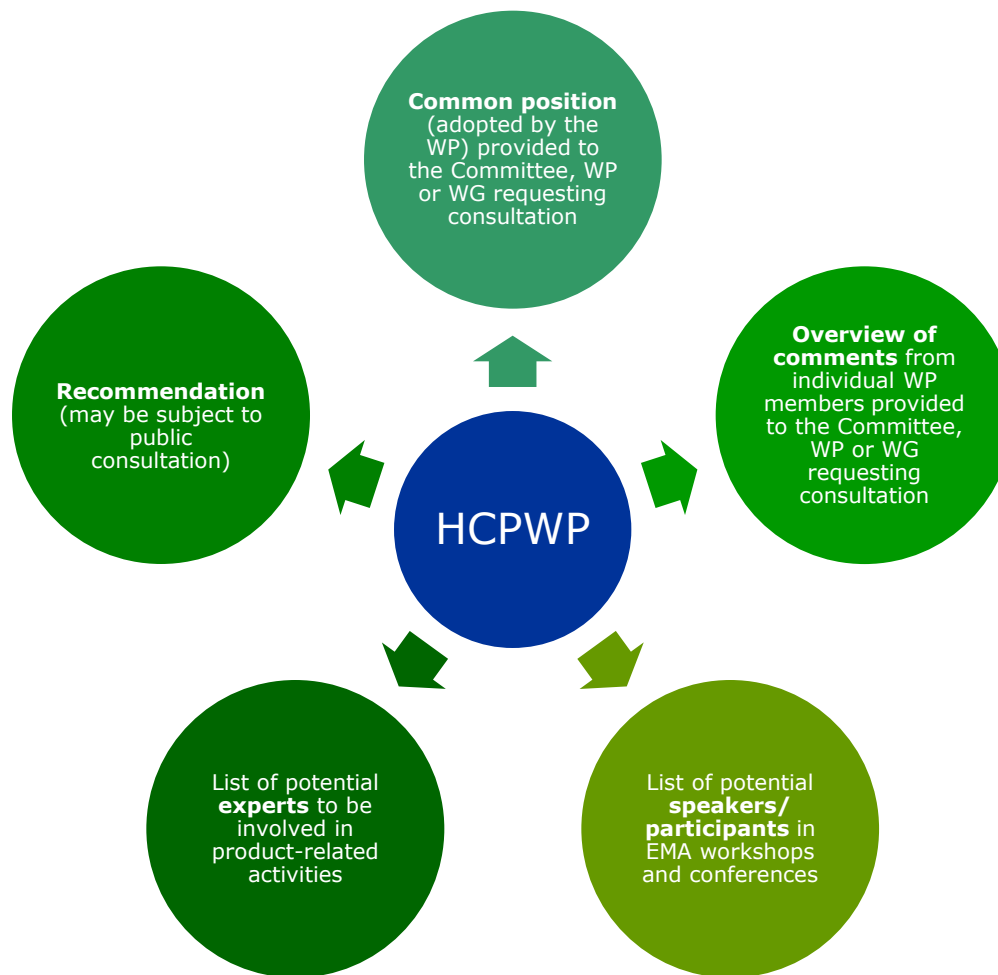 Common position
(adopted by the
WP) provided to
the Committee, WP
or WG requesting
consultation
Overview of
comments from
individual WP
members provided
to the Committee,
WP or WG
requesting
consultation
Recommendation
(may be subject to
public
consultation)
HCPWP
List of potential
experts to be
involved in
product-related
activities
List of potential
speakers/
participants in
EMA workshops
and conferences